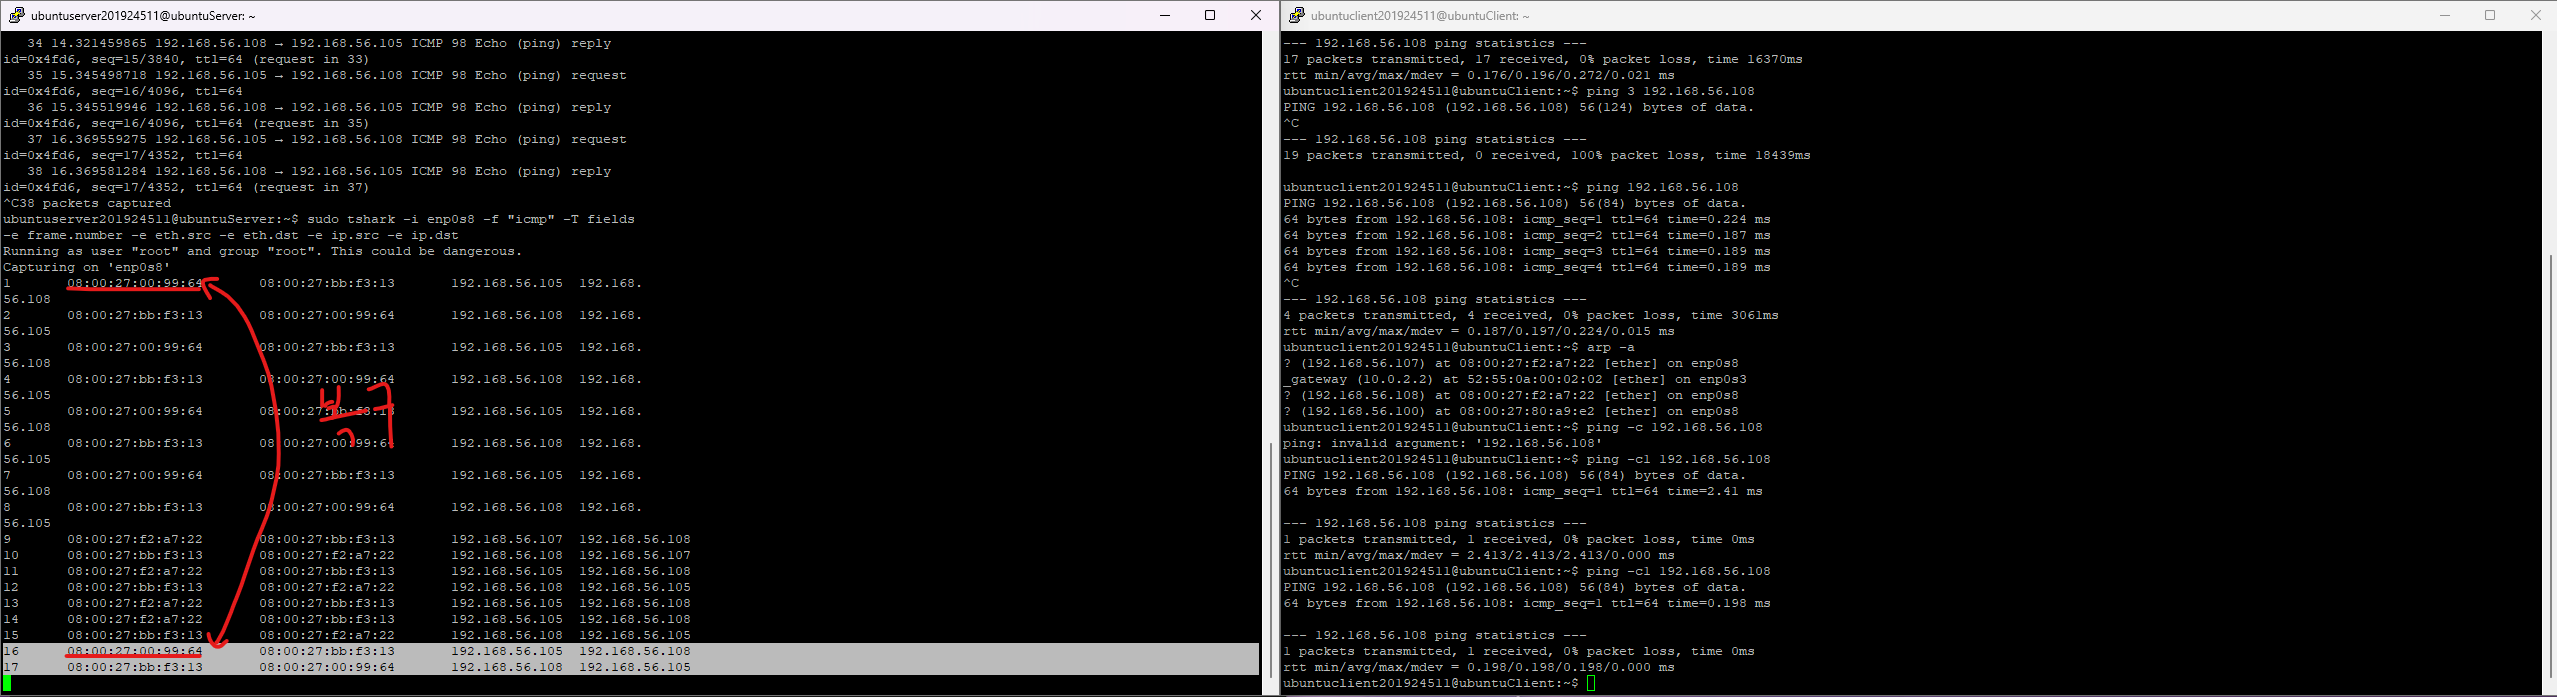 ubuntuserver201924511@ubuntuServer: ~
34 14.321459865 192.168.56.108 → 192.168.56.105 ICMP 98 Echo (ping) reply
id=0x4fd6, seq=15/3840, ttl=64 (request in 33)
35 15.345498718 192.168.56.105 → 192.168.56.108 ICMP 98 Echo (ping) request
id=0x4fd6, seq=16/4096, ttl=64
36 15.345519946 192.168.56.108 → 192.168.56.105 ICMP 98 Echo (ping) reply
id=0x4fd6, seq=16/4096, ttl=64 (request in 35)
37 16.369559275 192.168.56.105 → 192.168.56.108 ICMP 98 Echo (ping) request
id=0x4fd6, seq=17/4352, ttl=64
38 16.369581284 192.168.56.108 → 192.168.56.105 ICMP 98 Echo (ping) reply
id=0x4fd6, seq=17/4352, ttl=64 (request in 37)
^C38 packets captured
ubuntuserver201924511@ubuntuServer:~$ sudo tshark -i enp0s8 -f "icmp" -T fields
-e frame.number -e eth.src -e eth.dst -e ip.src -e ip.dst
Running as user "root" and group "root". This could be dangerous.
Capturing on 'enp0s8'
1 08:00:27:00:99:64 08:00:27:bb:f3:13 192.168.56.105 192.168.
56.108
2 08:00:27:bb:f3:13 08:00:27:00:99:64 192.168.56.108 192.168.
56.105
3 08:00:27:00:99:64 08:00:27:bb:f3:13 192.168.56.105 192.168.
56.108
4 08:00:27:bb:f3:13 08:00:27:00:99:64 192.168.56.108 192.168.
56.105
5 08:00:27:00:99:64 08:00:27:bb:f3:13 192.168.56.105 192.168.
56.108
6 08:00:27:bb:f3:13 08:00:27:00:99:64 192.168.56.108 192.168.
56.105
7 08:00:27:00:99:64 08:00:27:bb:f3:13 192.168.56.105 192.168.
56.108
8 08:00:27:bb:f3:13 08:00:27:00:99:64 192.168.56.108 192.168.
56.105
9 08:00:27:f2:a7:22 08:00:27:bb:f3:13 192.168.56.107 192.168.56.108
10 08:00:27:bb:f3:13 08:00:27:f2:a7:22 192.168.56.108 192.168.56.107
11 08:00:27:f2:a7:22 08:00:27:bb:f3:13 192.168.56.105 192.168.56.108
12 08:00:27:bb:f3:13 08:00:27:f2:a7:22 192.168.56.108 192.168.56.105
13 08:00:27:f2:a7:22 08:00:27:bb:f3:13 192.168.56.105 192.168.56.108
14 08:00:27:f2:a7:22 08:00:27:bb:f3:13 192.168.56.105 192.168.56.108
15 08:00:27:bb:f3:13 08:00:27:f2:a7:22 192.168.56.108 192.168.56.105
16 08:00:27:00:99:64 08:00:27:bb:f3:13 192.168.56.105 192.168.56.108
17 08:00:27:bb:f3:13 08:00:27:00:99:64 192.168.56.108 192.168.56.105
복구
ubuntuclient201924511@ubuntuClient: ~
--- 192.168.56.108 ping statistics ---
17 packets transmitted, 17 received, 0% packet loss, time 16370ms
rtt min/avg/max/mdev = 0.176/0.196/0.272/0.021 ms
ubuntuclient201924511@ubuntuClient:~$ ping 3 192.168.56.108
PING 192.168.56.108 (192.168.56.108) 56(124) bytes of data.
^C
--- 192.168.56.108 ping statistics ---
19 packets transmitted, 0 received, 100% packet loss, time 18439ms
ubuntuclient201924511@ubuntuClient:~$ ping 192.168.56.108
PING 192.168.56.108 (192.168.56.108) 56(84) bytes of data.
64 bytes from 192.168.56.108: icmp_seq=1 ttl=64 time=0.224 ms
64 bytes from 192.168.56.108: icmp_seq=2 ttl=64 time=0.187 ms
64 bytes from 192.168.56.108: icmp_seq=3 ttl=64 time=0.189 ms
64 bytes from 192.168.56.108: icmp_seq=4 ttl=64 time=0.189 ms
^C
--- 192.168.56.108 ping statistics ---
4 packets transmitted, 4 received, 0% packet loss, time 3061ms
rtt min/avg/max/mdev = 0.187/0.197/0.224/0.015 ms
ubuntuclient201924511@ubuntuClient:~$ arp -a
? (192.168.56.107) at 08:00:27:f2:a7:22 [ether] on enp0s8
_gateway (10.0.2.2) at 52:55:0a:00:02:02 [ether] on enp0s3
? (192.168.56.108) at 08:00:27:f2:a7:22 [ether] on enp0s8
? (192.168.56.100) at 08:00:27:80:a9:e2 [ether] on enp0s8
ubuntuclient201924511@ubuntuClient:~$ ping -c 192.168.56.108
ping: invalid argument: '192.168.56.108'
ubuntuclient201924511@ubuntuClient:~$ ping -c1 192.168.56.108
PING 192.168.56.108 (192.168.56.108) 56(84) bytes of data.
64 bytes from 192.168.56.108: icmp_seq=1 ttl=64 time=2.41 ms
--- 192.168.56.108 ping statistics ---
1 packets transmitted, 1 received, 0% packet loss, time 0ms
rtt min/avg/max/mdev = 2.413/2.413/2.413/0.000 ms
ubuntuclient201924511@ubuntuClient:~$ ping -c1 192.168.56.108
PING 192.168.56.108 (192.168.56.108) 56(84) bytes of data.
64 bytes from 192.168.56.108: icmp_seq=1 ttl=64 time=0.198 ms
--- 192.168.56.108 ping statistics ---
1 packets transmitted, 1 received, 0% packet loss, time 0ms
rtt min/avg/max/mdev = 0.198/0.198/0.198/0.000 ms
ubuntuclient201924511@ubuntuClient:~$